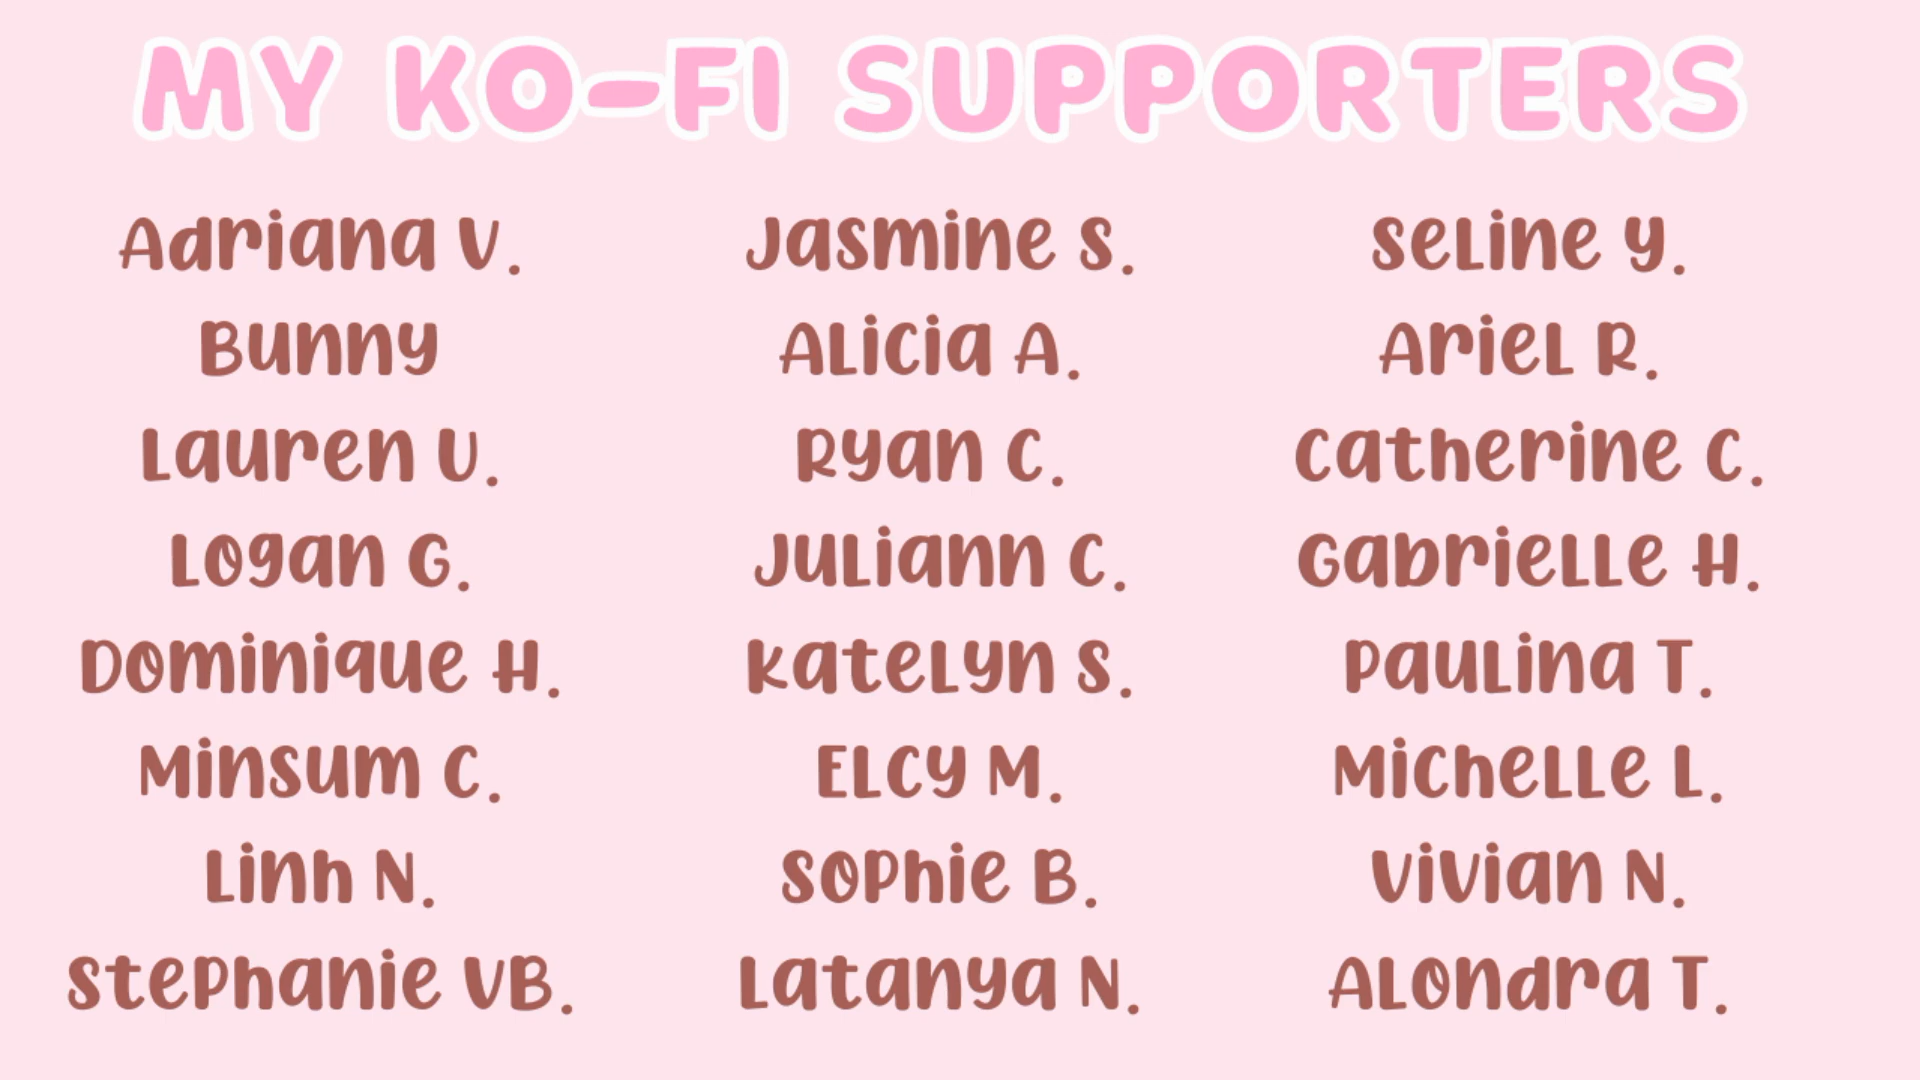 MY KO-FI SUPPORTERS
Adriana V.
Bunny
Lauren U.
Logan G.
Dominique H.
Minsum C.
Linh N.
Stephanie VB.
Jasmine S.
Alicia A.
Ryan C.
Juliann C.
Katelyn S.
Elcy M.
Sophie B.
Latanya N.
Seline Y.
Ariel R.
Catherine C.
Gabrielle H.
Paulina T.
Michelle L.
Vivian N.
Alondra T.